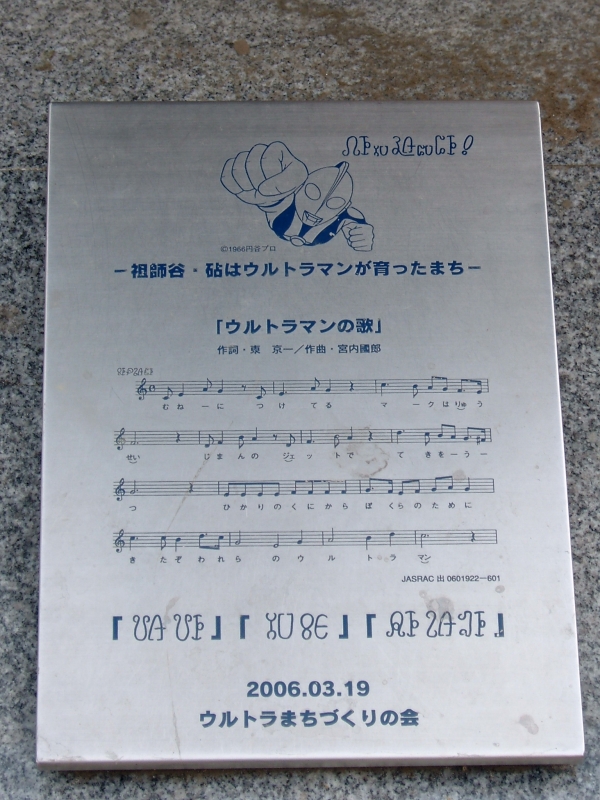 ©1966円谷プロ
－祖師谷・砧はウルトラマンが育ったまち－
「ウルトラマンの歌」
作詞・東 京一／作曲・宮内國郎
むねーに つけてる マークはりゅう
せい じまんの ジェットで てきをーうー
つ ひかりのくにから ぼくらのために
きたぞわれら のウルトラマン
JASRAC 出 0601922－601
2006.03.19
ウルトラまちづくりの会